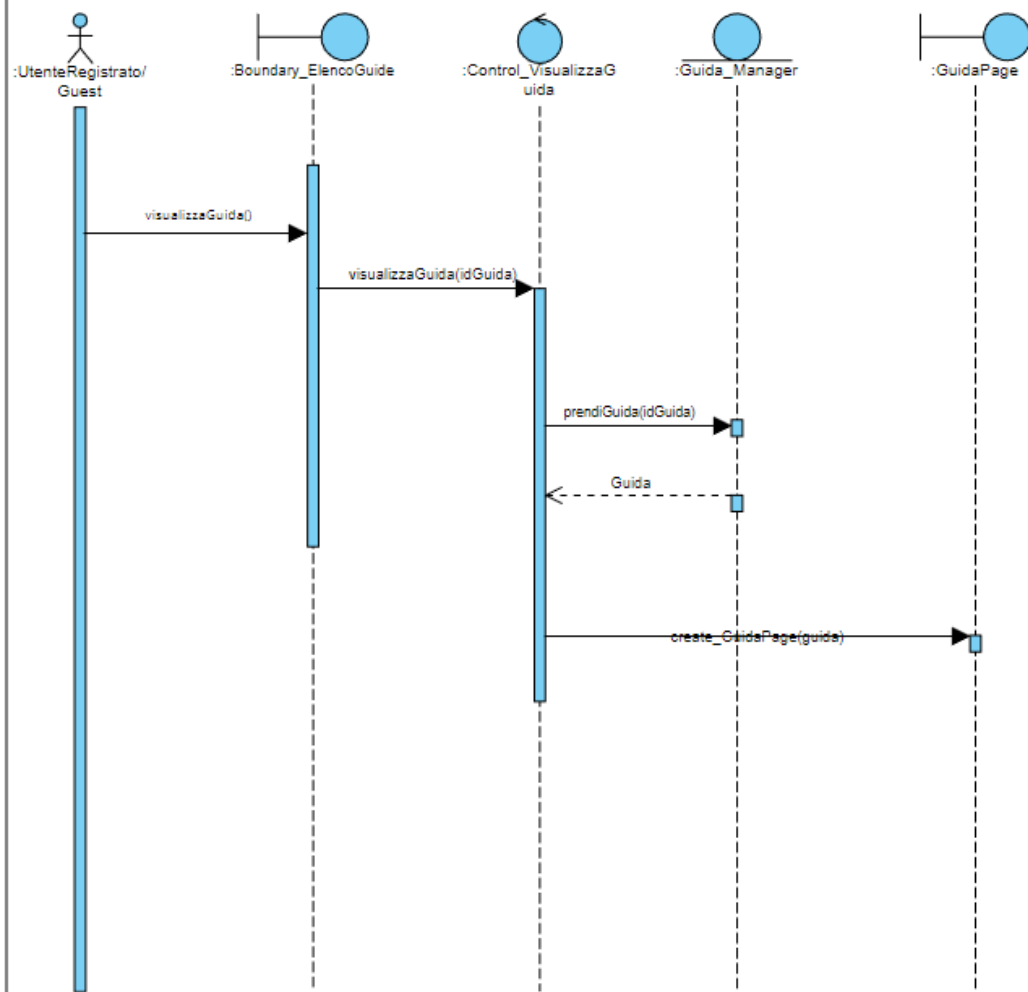 :UtenteRegistrato/
Guest
:Boundary_ElencoGuide
:Control_VisualizzaG
uida
:Guida_Manager
:GuidaPage
visualizzaGuida()
visualizzaGuida(idGuida)
prendiGuida(idGuida)
Guida
create_GuidaPage(guida)